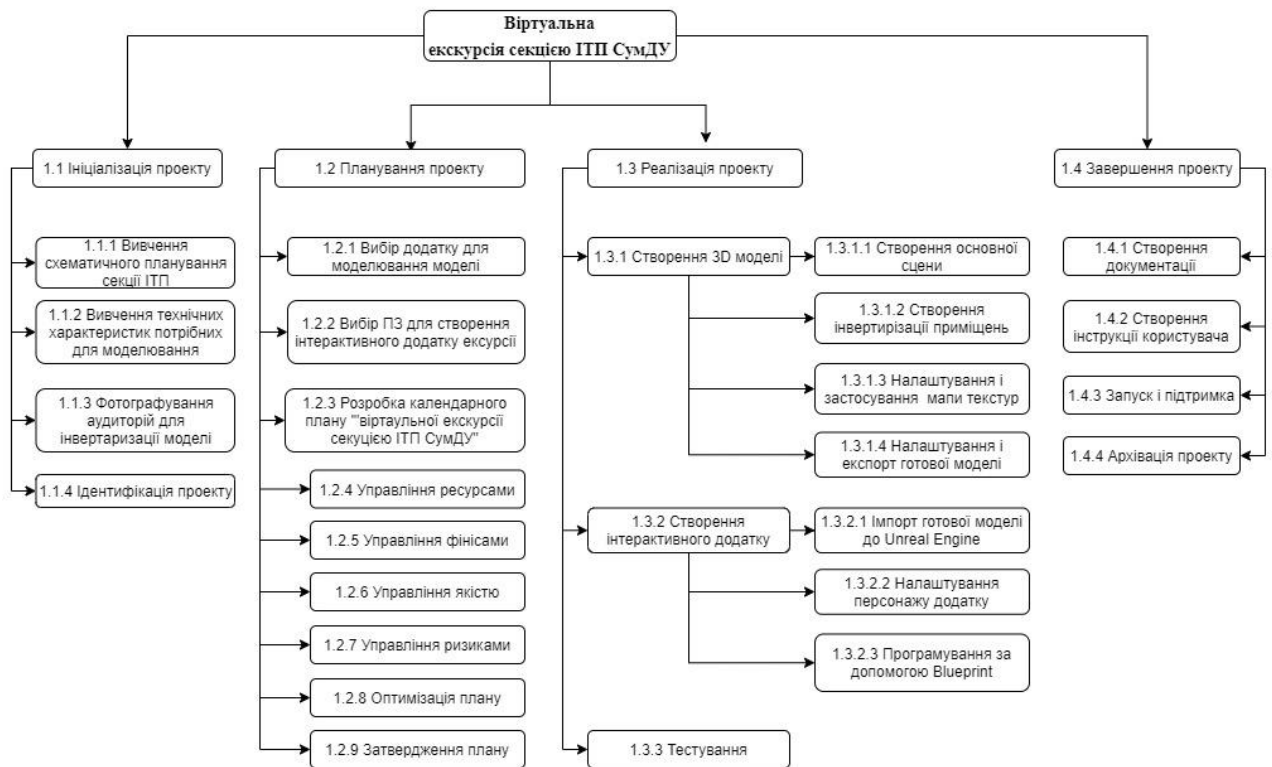 Віртуальна
екскурсія секцією ІТП СумДУ
1.1 Ініціалізація проекту
1.1.1 Вивчення
схематичного планування
секції ІТП
1.1.2 Вивчення технічних
характеристик потрібних
для моделювання
1.1.3 Фотографування
аудиторій для
інвертаризації моделі
1.1.4 Ідентифікація проекту
1.2 Планування проекту
1.2.1 Вибір додатку для
моделювання моделі
1.2.2 Вибір ПЗ для створення
інтерактивного додатку ексурсії
1.2.3 Розробка календарного
плану "'віртаульної екскурсії
секуцією ІТП СумДУ"
1.2.4 Управління ресурсами
1.2.5 Управління фінісами
1.2.6 Управління якістю
1.2.7 Управління ризиками
1.2.8 Оптимізація плану
1.2.9 Затвердження плану
1.3 Реалізація проекту
1.3.1 Створення 3D моделі
1.3.1.1 Створення основної
сцени
1.3.1.2 Створення
інвертирізації приміщень
1.3.1.3 Налаштування і
застосування мапи текстур
1.3.1.4 Налаштування і
експорт готової моделі
1.3.2 Створення
інтерактивного додатку
1.3.2.1 Імпорт готової моделі
до Unreal Engine
1.3.2.2 Налаштування
персонажу додатку
1.3.2.3 Програмування за
допомогою Blueprint
1.3.3 Тестування
1.4 Завершення проекту
1.4.1 Створення
документації
1.4.2 Створення
інструкції користувача
1.4.3 Запуск і підтримка
1.4.4 Архівація проекту